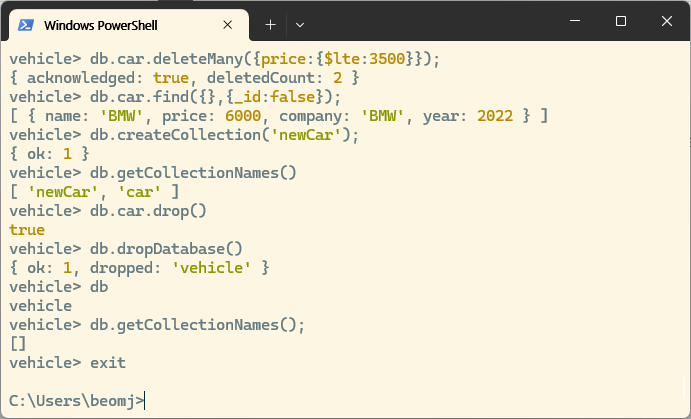 Windows PowerShell
vehicle> db.car.deleteMany({price:{$lte:3500}});
{ acknowledged: true, deletedCount: 2 }
vehicle> db.car.find({},{_id:false});
[ { name: 'BMW', price: 6000, company: 'BMW', year: 2022 } ]
vehicle> db.createCollection('newCar');
{ ok: 1 }
vehicle> db.getCollectionNames()
[ 'newCar', 'car' ]
vehicle> db.car.drop()
true
vehicle> db.dropDatabase()
{ ok: 1, dropped: 'vehicle' }
vehicle> db
vehicle
vehicle> db.getCollectionNames();
[]
vehicle> exit
C:\Users\beomj>